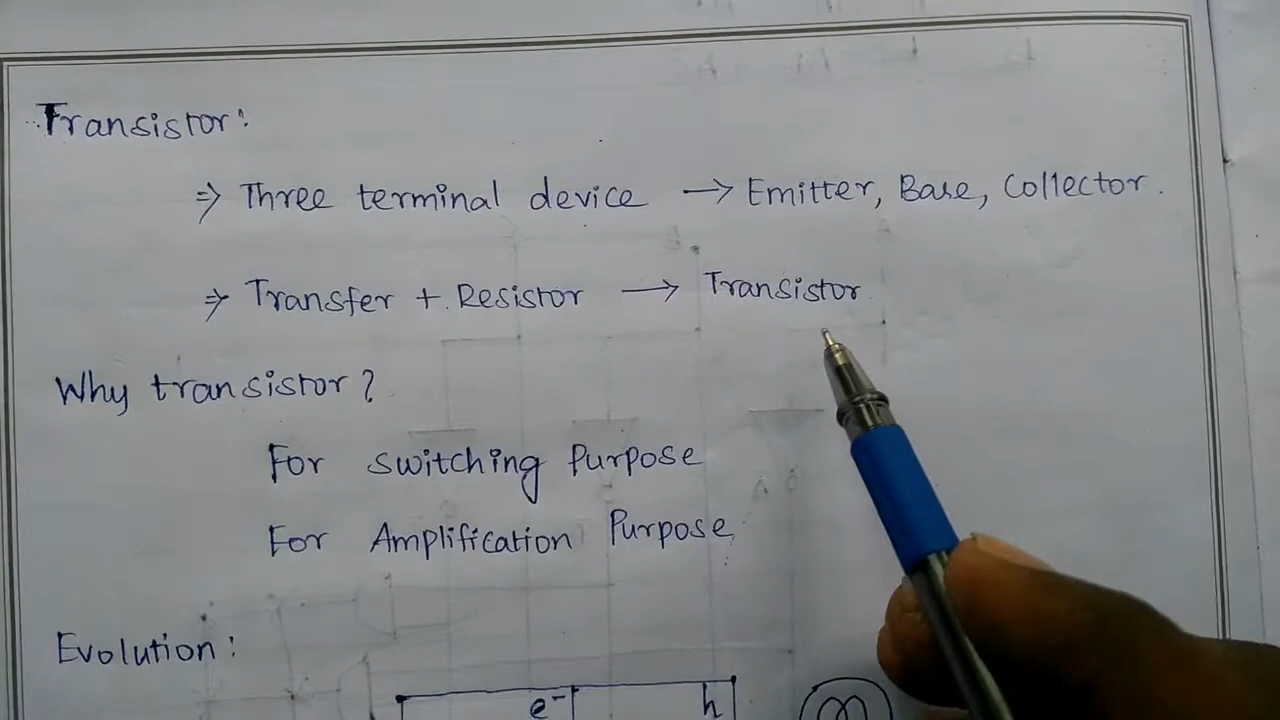 Transistor:
⇒ Three terminal device → Emitter, Base, Collector.
⇒ Transfer + Resistor → Transistor
Why transistor?
For switching Purpose
For Amplification Purpose
Evolution:
e⁻ h